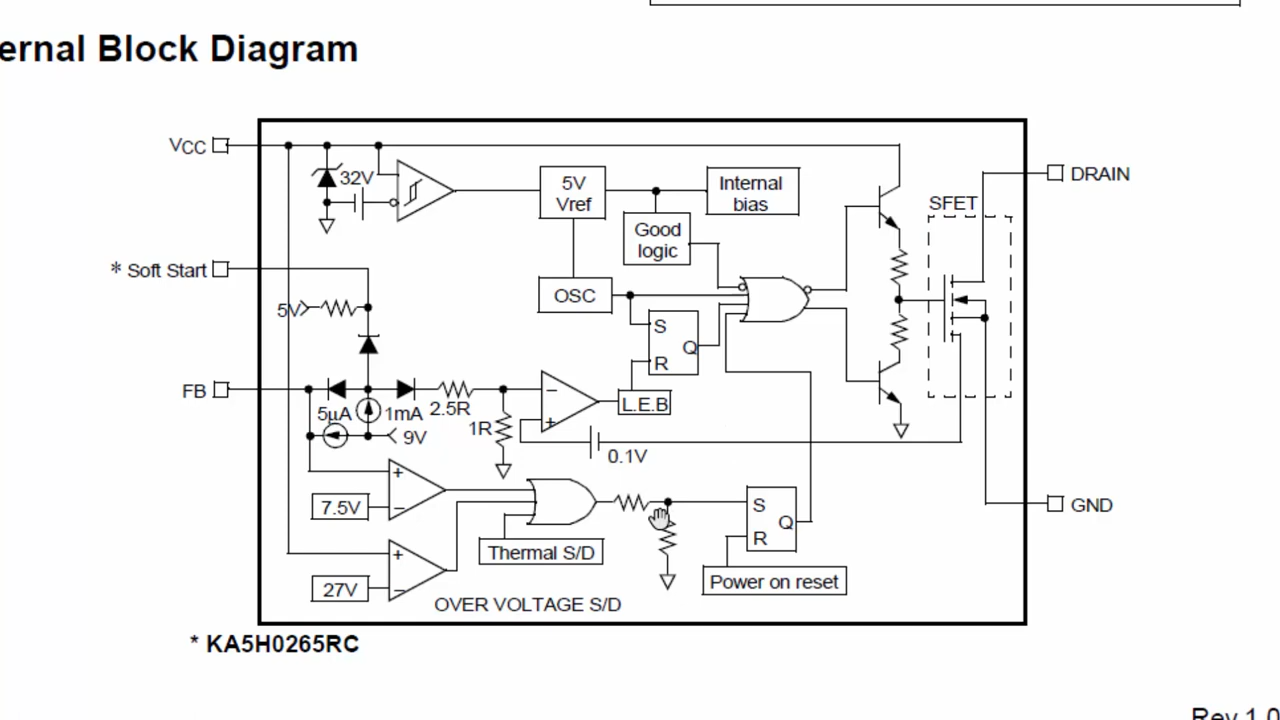 ernal Block Diagram
VCC
DRAIN
32V
5V
Vref
Internal
bias
SFET
Good
logic
* Soft Start
OSC
5V
S
Q
R
FB
5µA
1mA
2.5R
L.E.B
1R
9V
0.1V
+
−
+
7.5V
−
S
Q
R
GND
Thermal S/D
+
27V
−
Power on reset
OVER VOLTAGE S/D
* KA5H0265RC
Rev 1.0